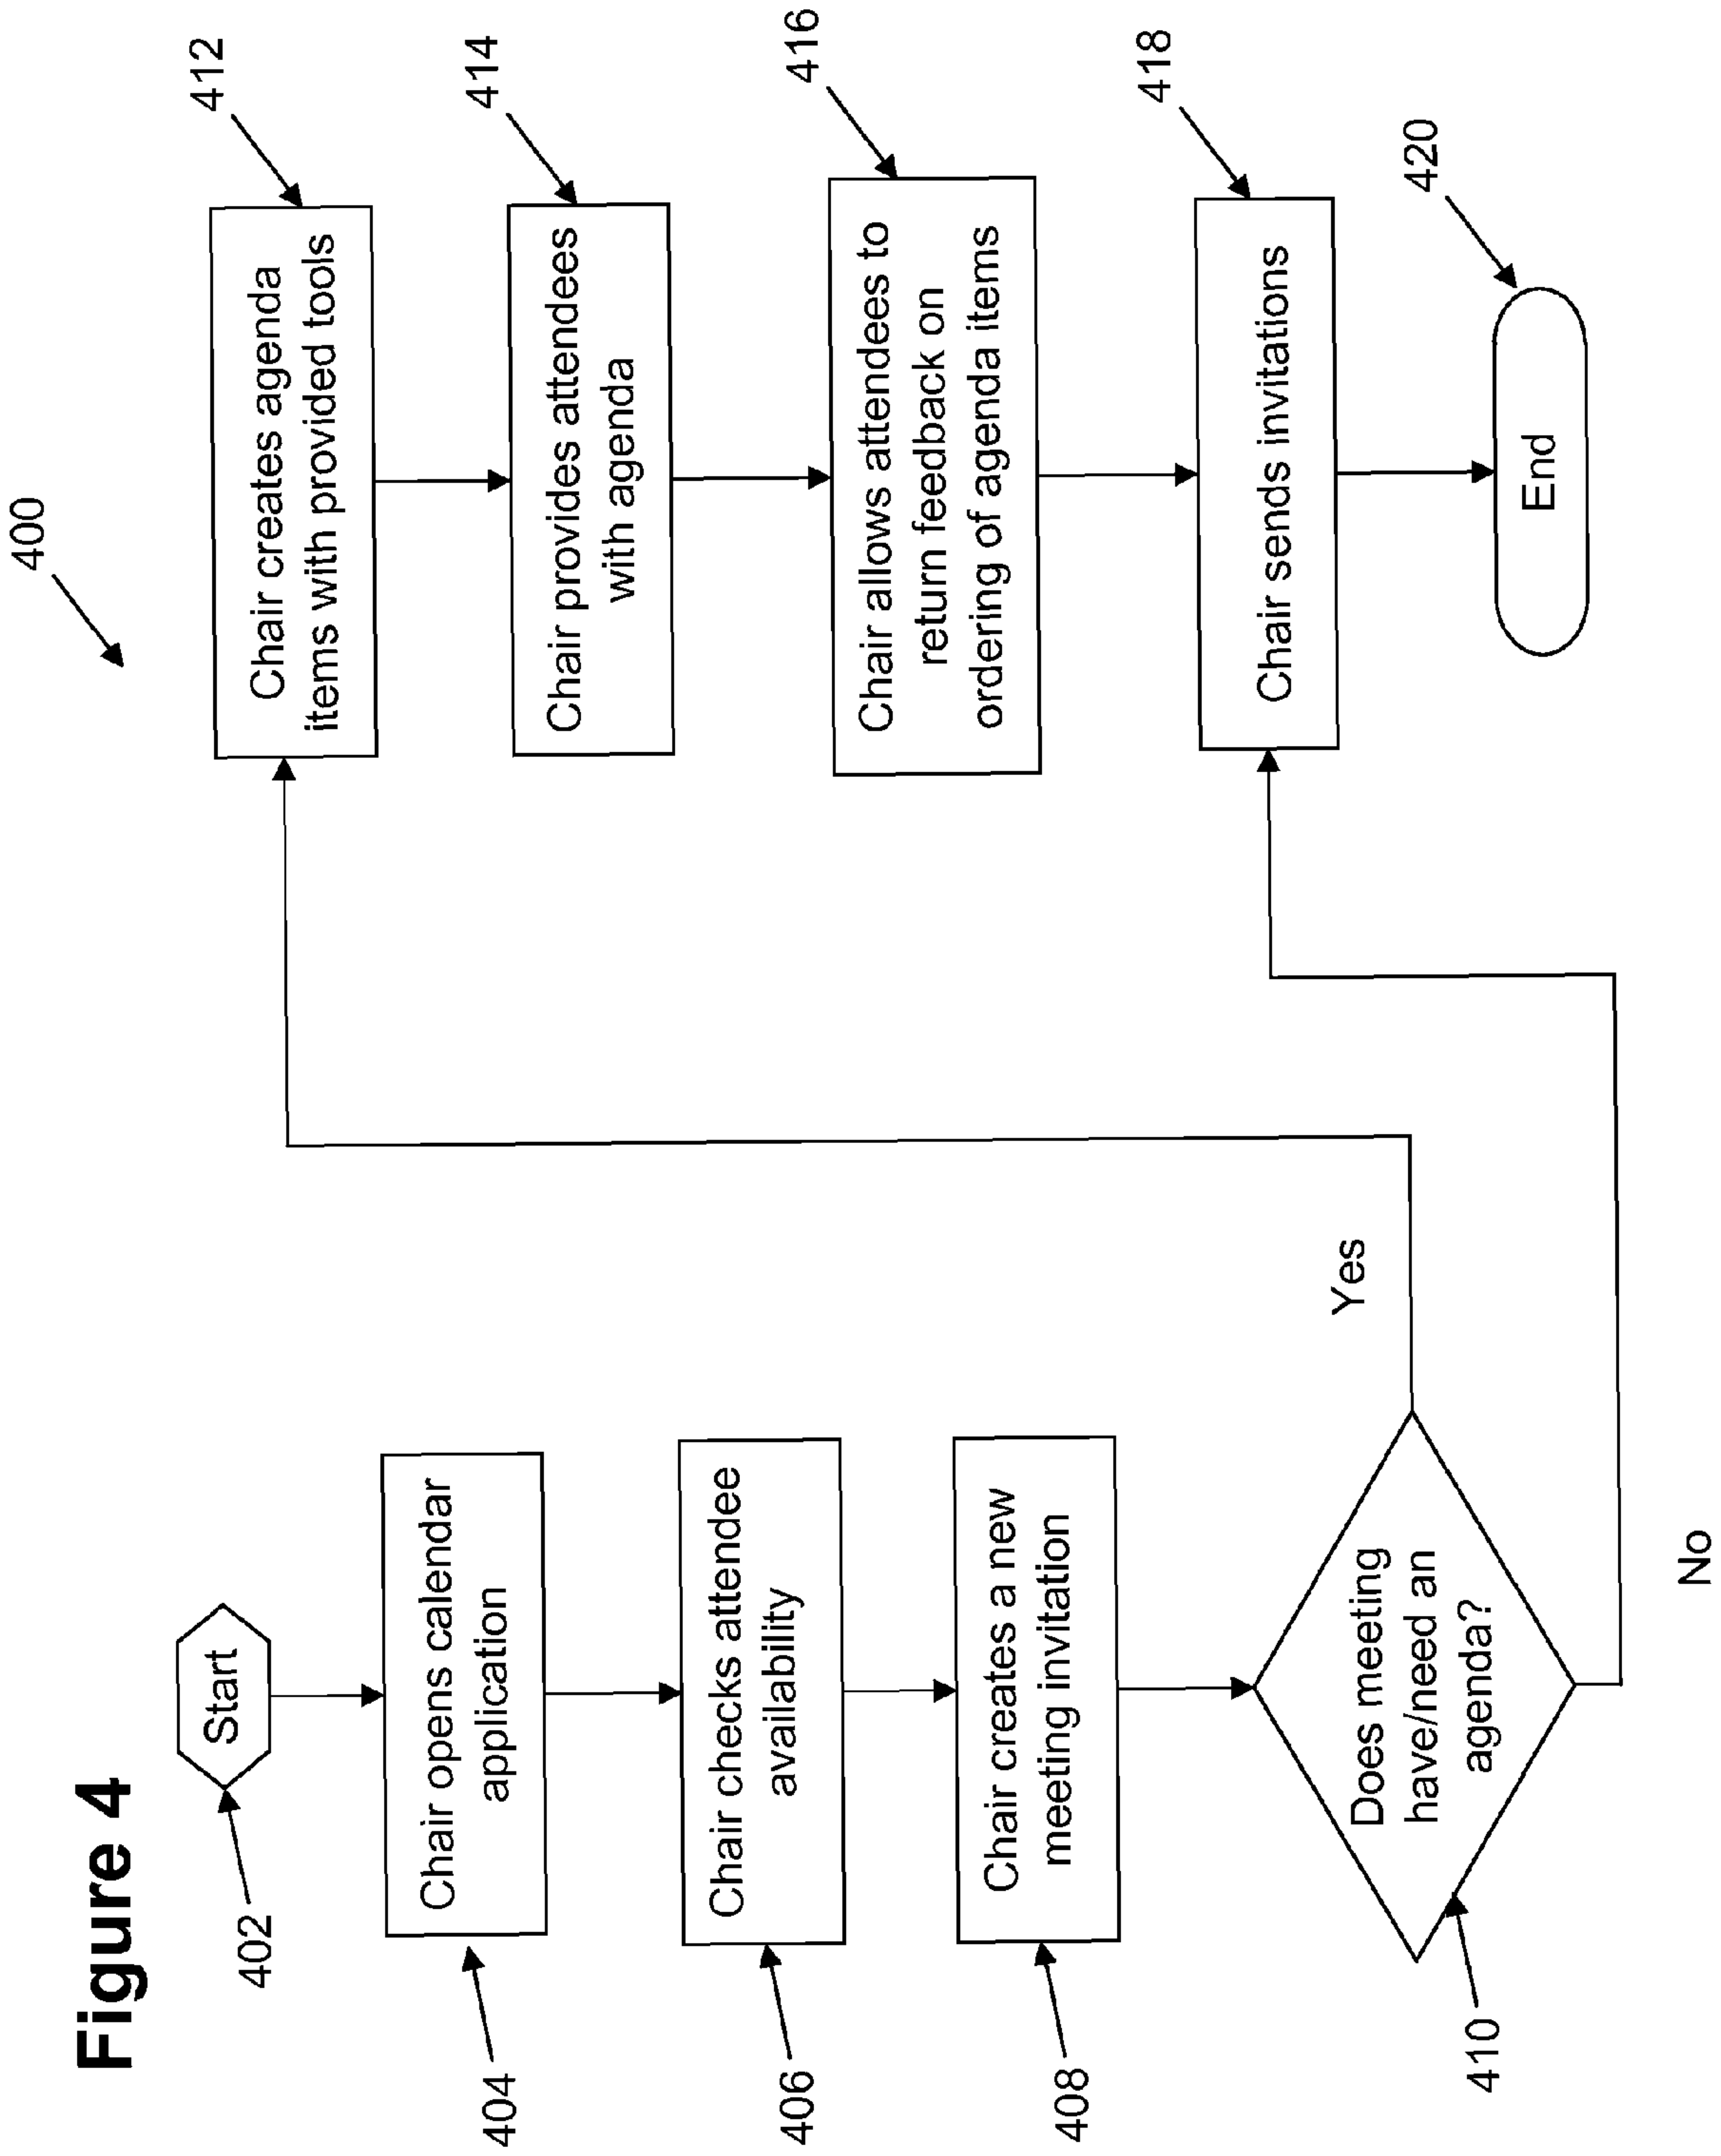 Figure 4
400
402
Start
404
Chair opens calendar
application
406
Chair checks attendee
availability
408
Chair creates a new
meeting invitation
410
Does meeting
have/need an
agenda?
Yes
No
412
Chair creates agenda
items with provided tools
414
Chair provides attendees
with agenda
416
Chair allows attendees to
return feedback on
ordering of agenda items
418
Chair sends invitations
420
End